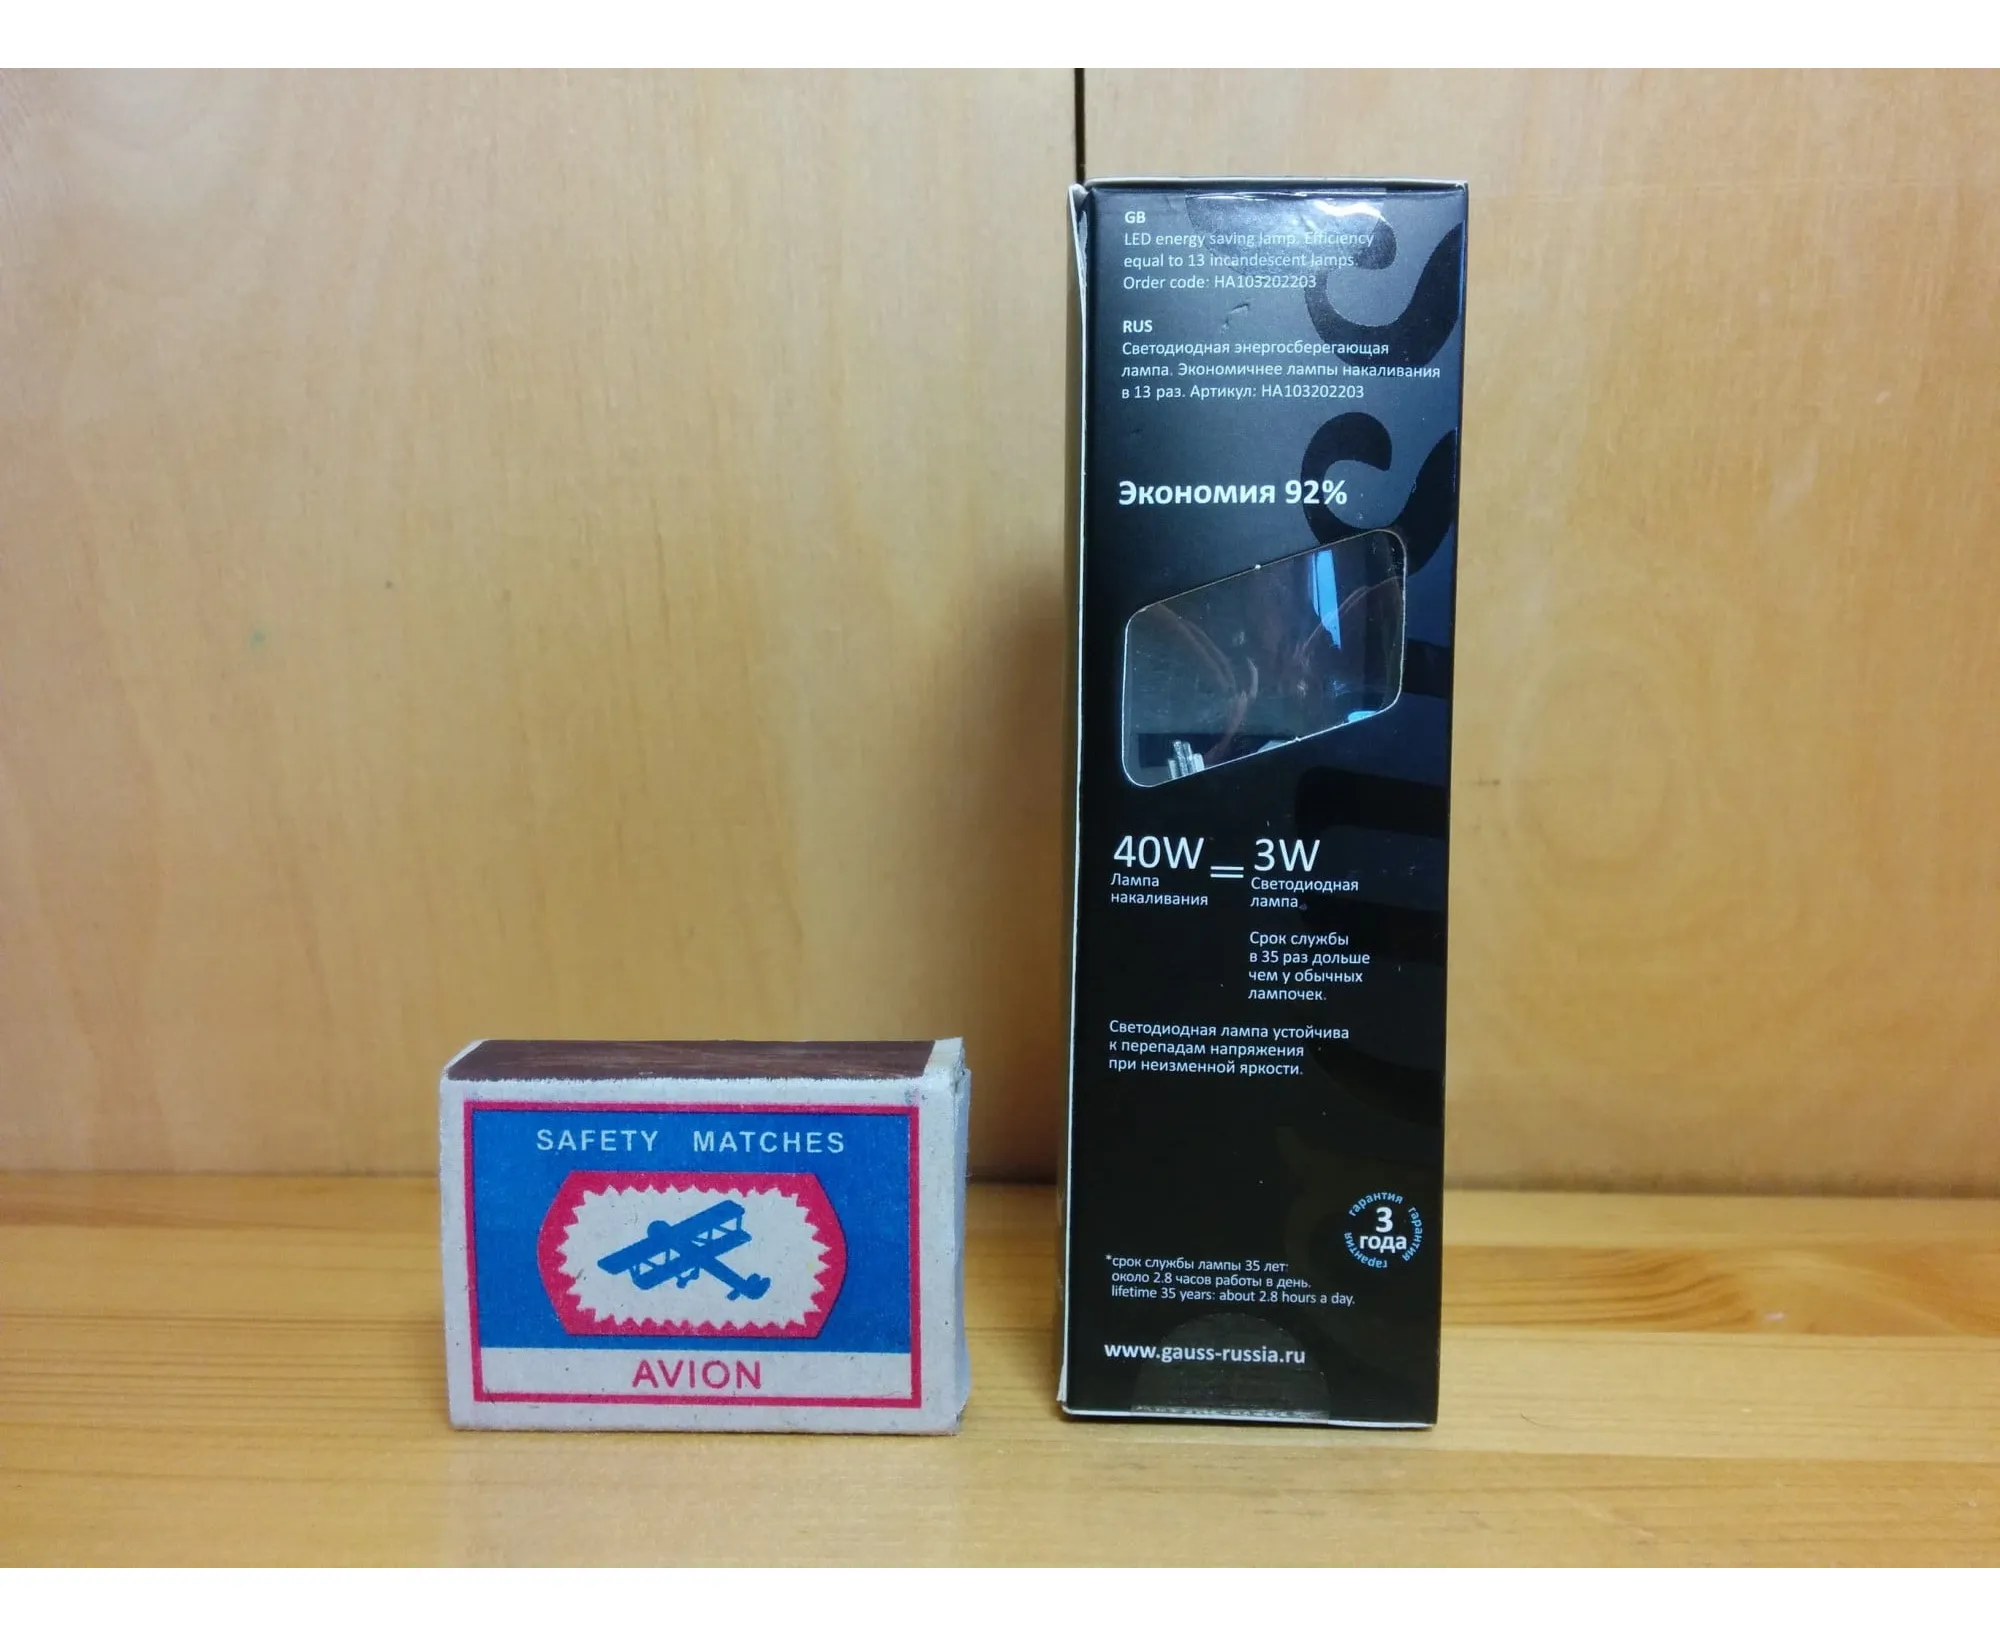 SAFETY MATCHES
AVION
GB
LED energy saving lamp. Efficiency
equal to 13 incandescent lamps.
Order code: HA103202203
RUS
Светодиодная энергосберегающая
лампа. Экономичнее лампы накаливания
в 13 раз. Артикул: HA103202203
Экономия 92%
40W = 3W
Лампа
накаливания
Светодиодная
лампа
Срок службы
в 35 раз дольше
чем у обычных
лампочек.
Светодиодная лампа устойчива
к перепадам напряжения
при неизменной яркости.
гарантия гарантия гарантия
3
года
*срок службы лампы 35 лет:
около 2.8 часов работы в день.
lifetime 35 years: about 2.8 hours a day.
www.gauss-russia.ru